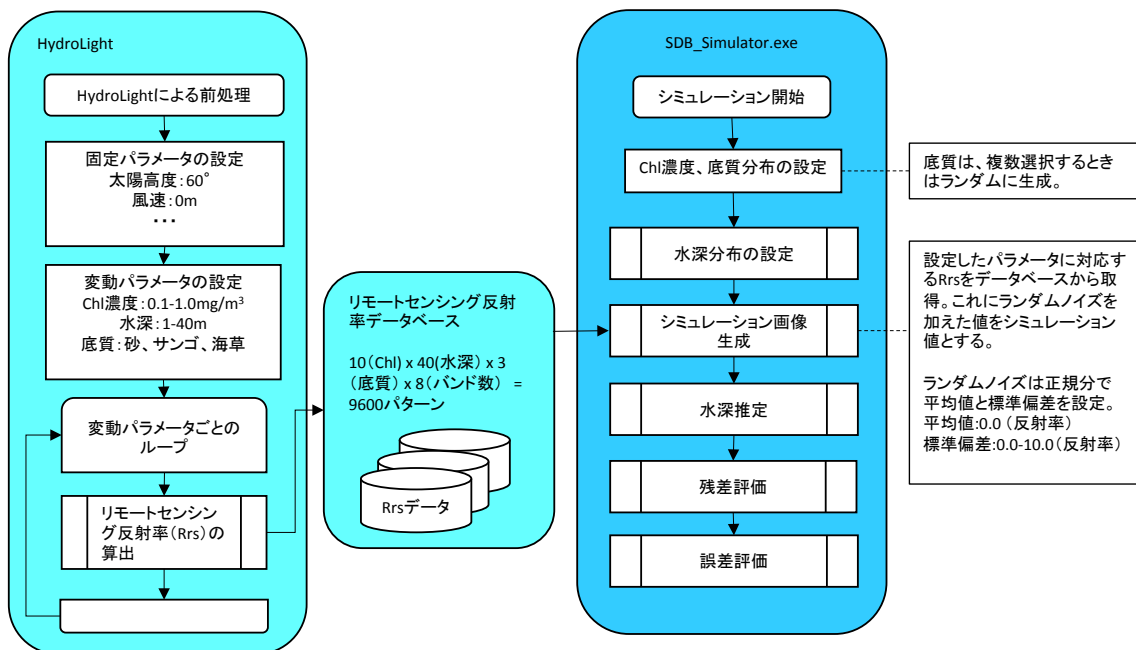 HydroLight
HydroLightによる前処理
固定パラメータの設定
太陽高度：60°
風速：0m
・・・
変動パラメータの設定
Chl濃度：0.1-1.0mg/m³
水深：1-40m
底質：砂、サンゴ、海草
変動パラメータごとの
ループ
リモートセンシン
グ反射率（Rrs）の
算出
リモートセンシング反射
率データベース
10（Chl） x 40(水深) x 3
（底質） x 8（バンド数） =
9600パターン
Rrsデータ
SDB_Simulator.exe
シミュレーション開始
Chl濃度、底質分布の設定
水深分布の設定
シミュレーション画像
生成
水深推定
残差評価
誤差評価
底質は、複数選択するとき
はランダムに生成。
設定したパラメータに対応す
るRrsをデータベースから取
得。これにランダムノイズを
加えた値をシミュレーション
値とする。
ランダムノイズは正規分で
平均値と標準偏差を設定。
平均値:0.0（反射率）
標準偏差:0.0-10.0（反射率）